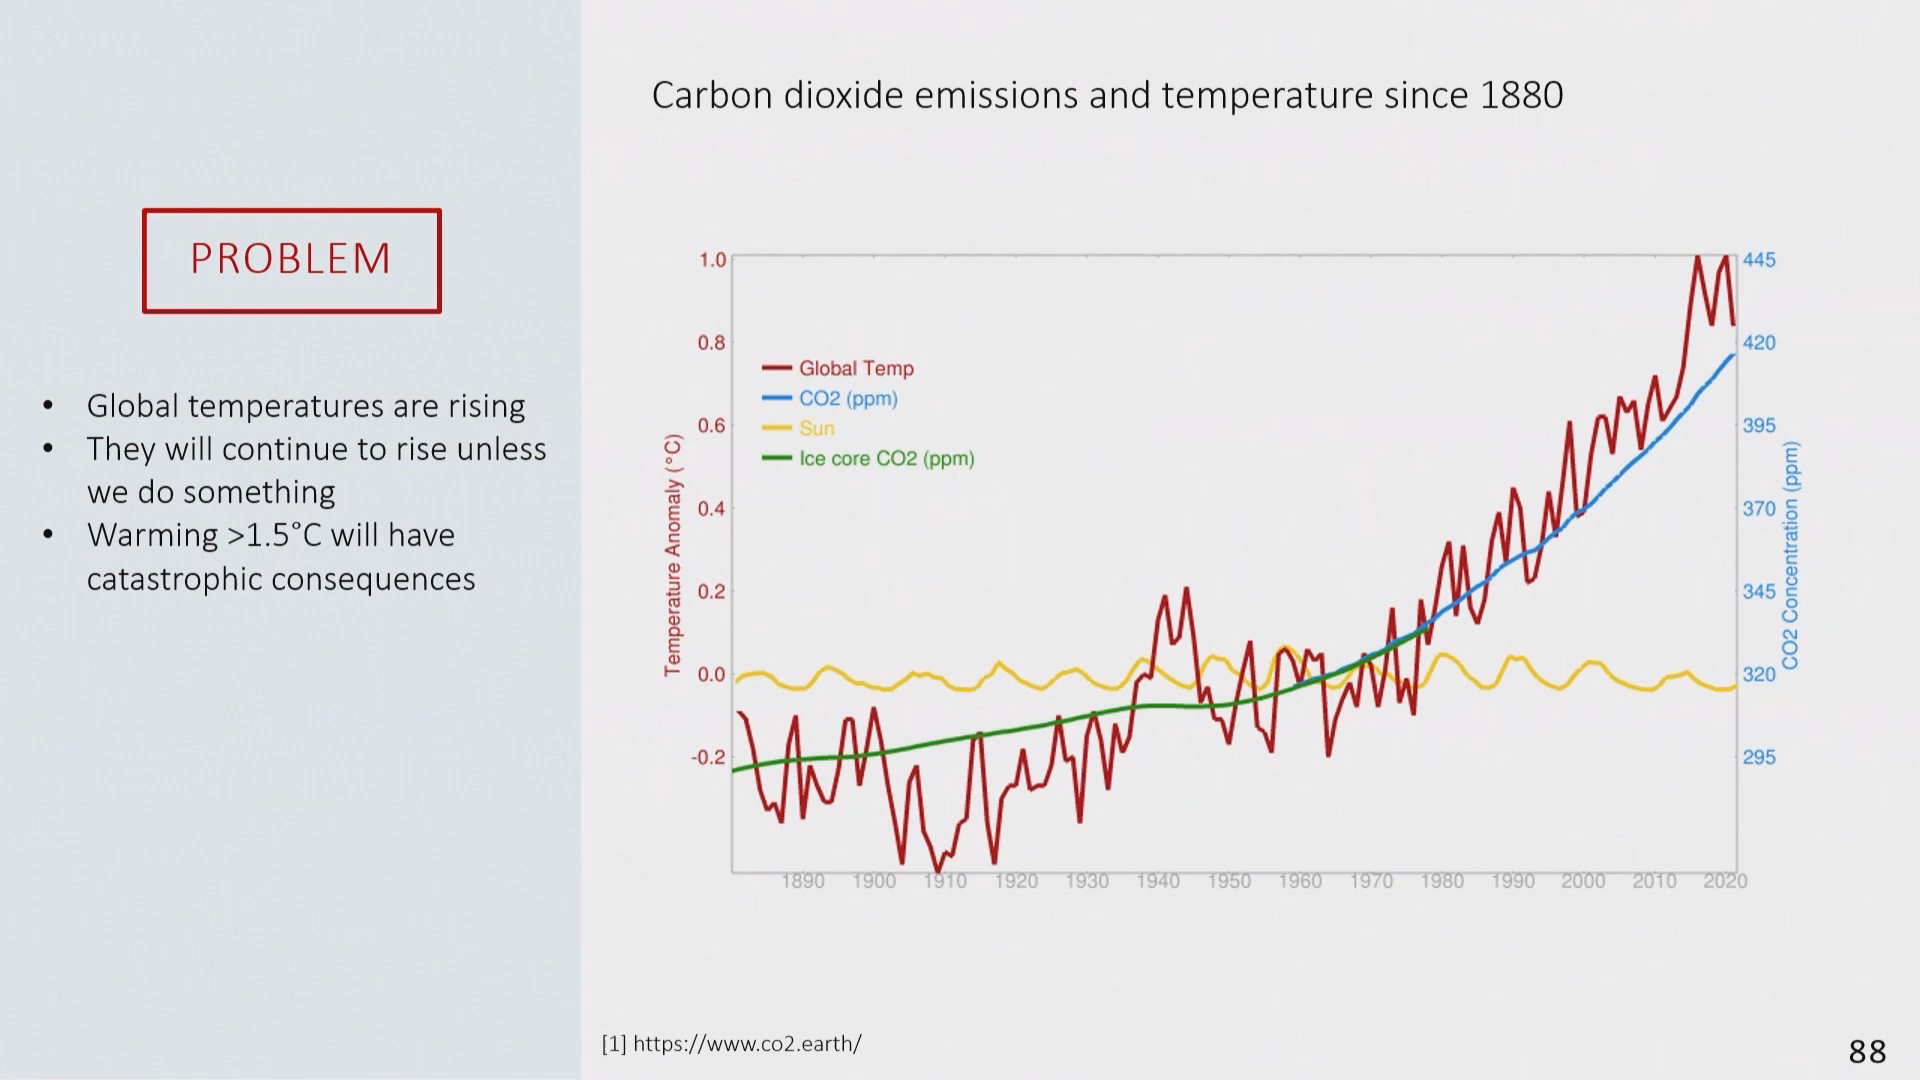 Carbon dioxide emissions and temperature since 1880
PROBLEM
• Global temperatures are rising
• They will continue to rise unless
we do something
• Warming >1.5°C will have
catastrophic consequences
1.0
0.8
0.6
0.4
0.2
0.0
-0.2
Temperature Anomaly (°C)
Global Temp
CO2 (ppm)
Sun
Ice core CO2 (ppm)
445
420
395
370
345
320
295
CO2 Concentration (ppm)
1890 1900 1910 1920 1930 1940 1950 1960 1970 1980 1990 2000 2010 2020
[1] https://www.co2.earth/
88